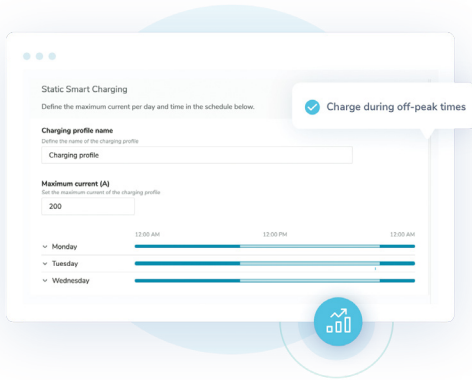 Static Smart Charging
Define the maximum current per day and time in the schedule below.
Charge during off-peak times
Charging profile name
Define the name of the charging profile
Charging profile
Maximum current (A)
Set the maximum current of the charging profile
200
12:00 AM 12:00 PM 12:00 AM
Monday
Tuesday
Wednesday